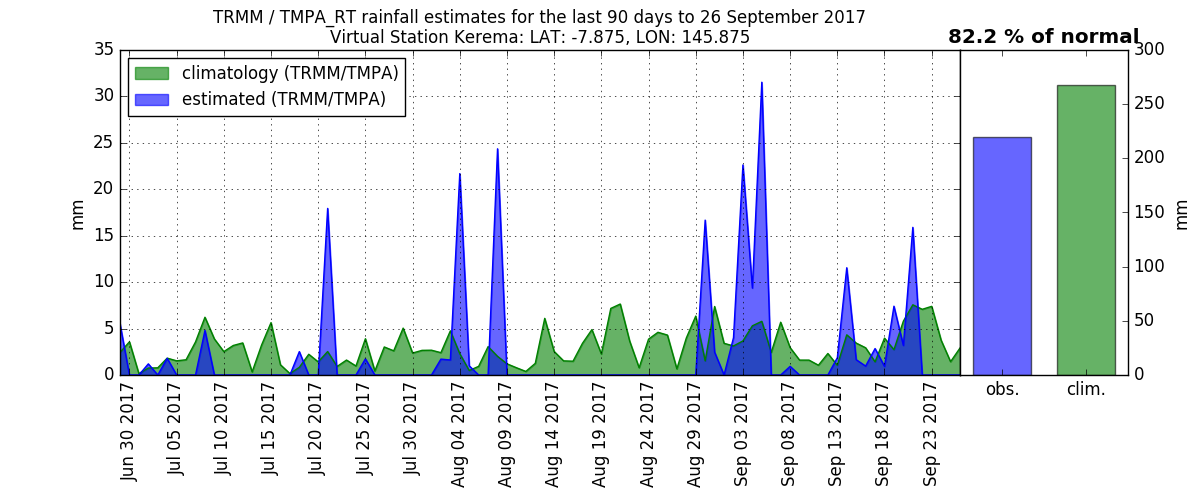 TRMM / TMPA_RT rainfall estimates for the last 90 days to 26 September 2017
Virtual Station Kerema: LAT: -7.875, LON: 145.875
82.2 % of normal
climatology (TRMM/TMPA)
estimated (TRMM/TMPA)
35
30
25
20
15
10
5
0
mm
Jun 30 2017
Jul 05 2017
Jul 10 2017
Jul 15 2017
Jul 20 2017
Jul 25 2017
Jul 30 2017
Aug 04 2017
Aug 09 2017
Aug 14 2017
Aug 19 2017
Aug 24 2017
Aug 29 2017
Sep 03 2017
Sep 08 2017
Sep 13 2017
Sep 18 2017
Sep 23 2017
obs.
clim.
300
250
200
150
100
50
0
mm